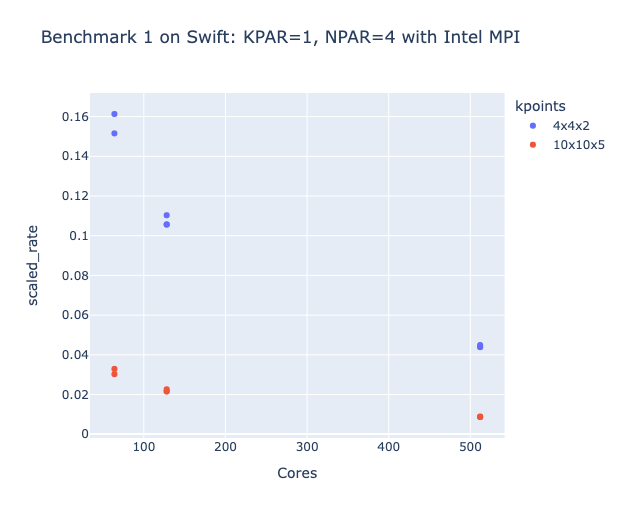 Benchmark 1 on Swift: KPAR=1, NPAR=4 with Intel MPI
kpoints
4x4x2
10x10x5
scaled_rate
0.16
0.14
0.12
0.1
0.08
0.06
0.04
0.02
0
100 200 300 400 500
Cores